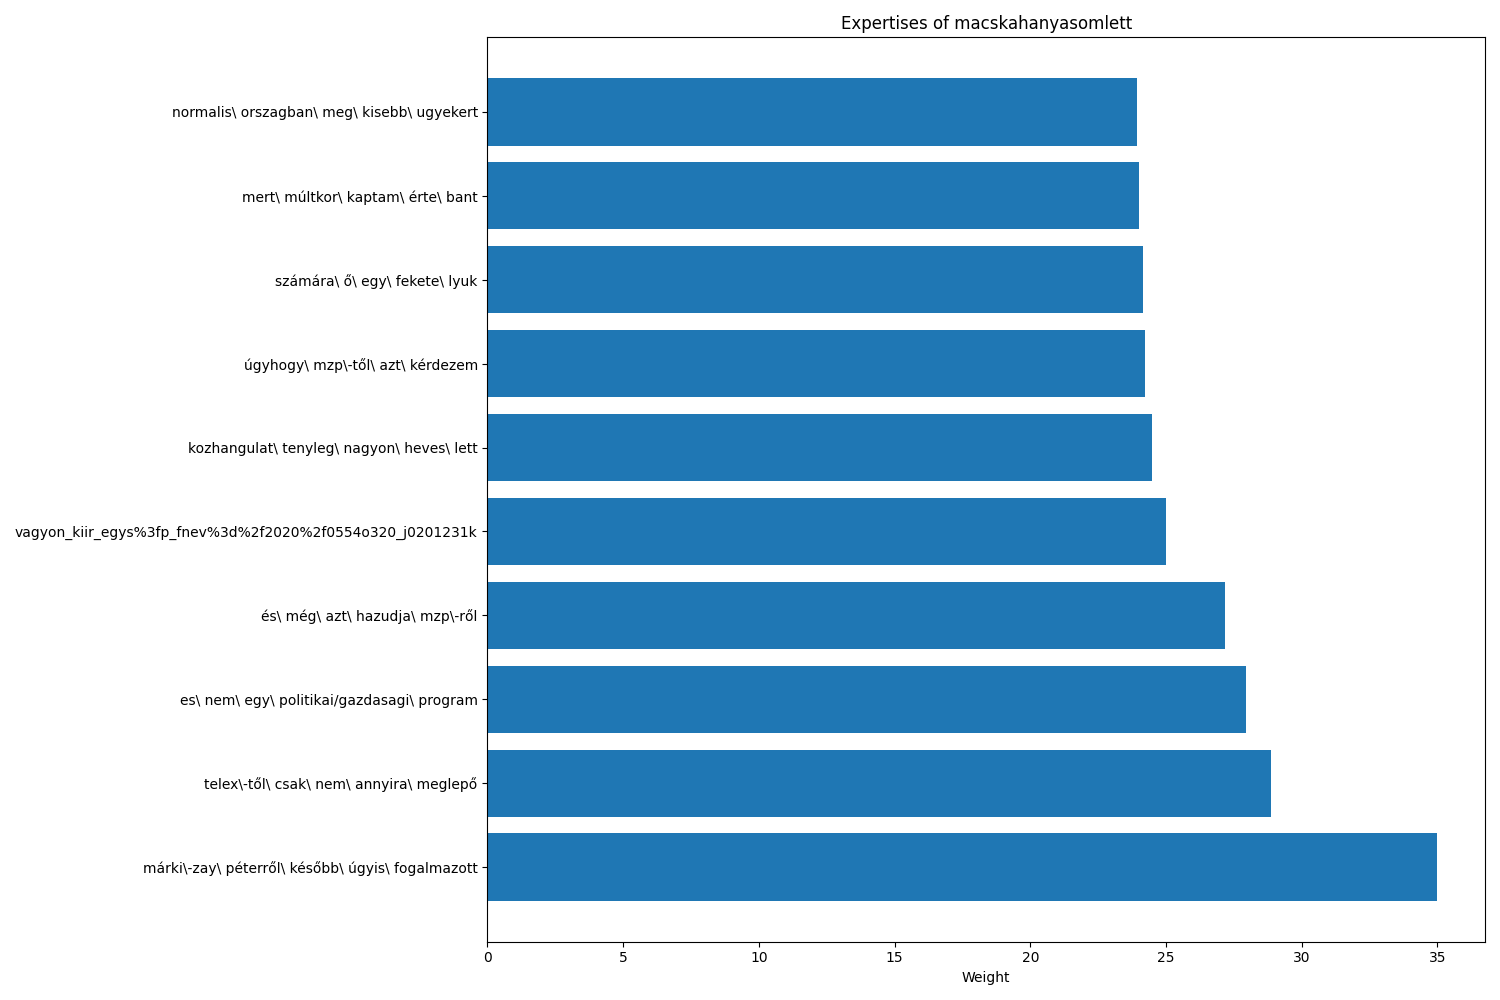 Expertises of macskahanyasomlett
normalis\ orszagban\ meg\ kisebb\ ugyekert
mert\ múltkor\ kaptam\ érte\ bant
számára\ ő\ egy\ fekete\ lyuk
úgyhogy\ mzp\-től\ azt\ kérdezem
kozhangulat\ tenyleg\ nagyon\ heves\ lett
vagyon_kiir_egys%3fp_fnev%3d%2f2020%2f0554o320_j0201231k
és\ még\ azt\ hazudja\ mzp\-ről
es\ nem\ egy\ politikai/gazdasagi\ program
telex\-től\ csak\ nem\ annyira\ meglepő
márki\-zay\ péterről\ később\ úgyis\ fogalmazott
0 5 10 15 20 25 30 35
Weight